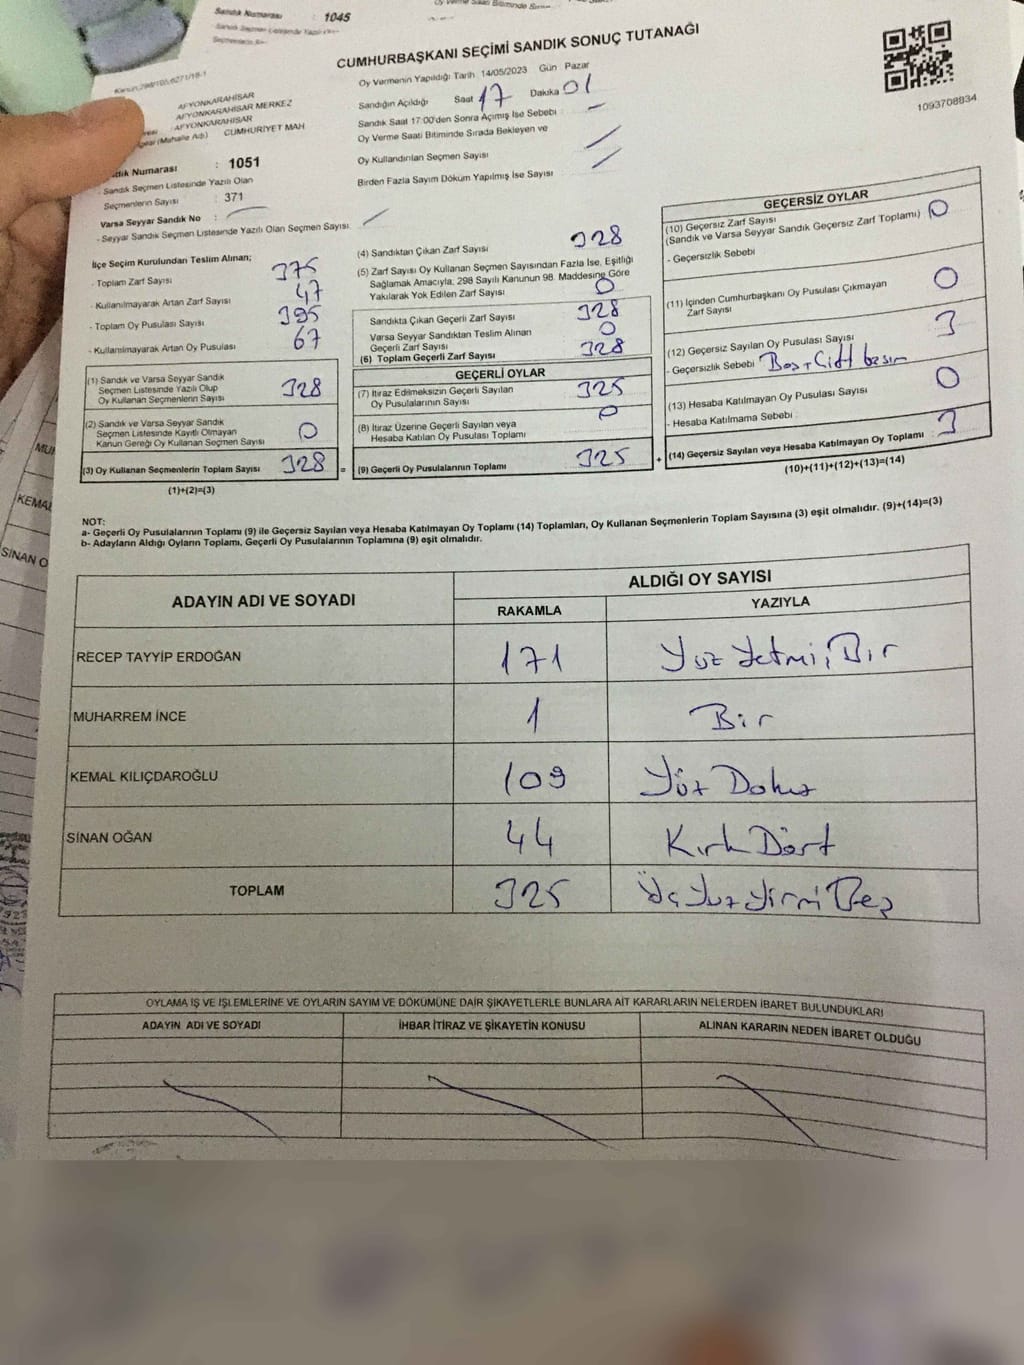 Sandık Numarası : 1045
CUMHURBAŞKANI SEÇİMİ SANDIK SONUÇ TUTANAĞI
1093708834
AFYONKARAHİSAR
AFYONKARAHİSAR MERKEZ
AFYONKARAHİSAR
(Mahalle Adı) CUMHURİYET MAH
Oy Vermenin Yapıldığı Tarih 14/05/2023 Gün Pazar
Sandığın Açıldığı Saat 17 Dakika 01
Sandık Saat 17:00'den Sonra Açılmış İse Sebebi :
Oy Verme Saati Bitiminde Sırada Bekleyen ve
Oy Kullandırılan Seçmen Sayısı
Birden Fazla Sayım Döküm Yapılmış İse Sayısı :
Numarası : 1051
- Sandık Seçmen Listesinde Yazılı Olan
Seçmenlerin Sayısı : 371
Varsa Seyyar Sandık No :
- Seyyar Sandık Seçmen Listesinde Yazılı Olan Seçmen Sayısı:
İlçe Seçim Kurulundan Teslim Alınan;
- Toplam Zarf Sayısı 375
- Kullanılmayarak Artan Zarf Sayısı 47
- Toplam Oy Pusulası Sayısı 395
- Kullanılmayarak Artan Oy Pusulası 67
(1) Sandık ve Varsa Seyyar Sandık
Seçmen Listesinde Yazılı Olup
Oy Kullanan Seçmenlerin Sayısı 328
(2) Sandık ve Varsa Seyyar Sandık
Seçmen Listesinde Kayıtlı Olmayan
Kanun Gereği Oy Kullanan Seçmen Sayısı 0
(3) Oy Kullanan Seçmenlerin Toplam Sayısı 328 =
(1)+(2)=(3)
(4) Sandıktan Çıkan Zarf Sayısı 328
(5) Zarf Sayısı Oy Kullanan Seçmen Sayısından Fazla İse, Eşitliği
Sağlamak Amacıyla, 298 Sayılı Kanunun 98. Maddesine Göre
Yakılarak Yok Edilen Zarf Sayısı 0
Sandıkta Çıkan Geçerli Zarf Sayısı 328
Varsa Seyyar Sandıktan Teslim Alınan
Geçerli Zarf Sayısı 0
(6) Toplam Geçerli Zarf Sayısı 328
GEÇERLİ OYLAR
(7) İtiraz Edilmeksizin Geçerli Sayılan
Oy Pusulalarının Sayısı 325
(8) İtiraz Üzerine Geçerli Sayılan veya
Hesaba Katılan Oy Pusulası Toplamı 0
(9) Geçerli Oy Pusulalarının Toplamı 325 +
GEÇERSİZ OYLAR
(10) Geçersiz Zarf Sayısı
(Sandık ve Varsa Seyyar Sandık Geçersiz Zarf Toplamı) 0
- Geçersizlik Sebebi
(11) İçinden Cumhurbaşkanı Oy Pusulası Çıkmayan
Zarf Sayısı 0
(12) Geçersiz Sayılan Oy Pusulası Sayısı 3
- Geçersizlik Sebebi Boş + Çift basım
(13) Hesaba Katılmayan Oy Pusulası Sayısı 0
- Hesaba Katılmama Sebebi :
(14) Geçersiz Sayılan veya Hesaba Katılmayan Oy Toplamı 3
(10)+(11)+(12)+(13)=(14)
NOT:
a- Geçerli Oy Pusulalarının Toplamı (9) ile Geçersiz Sayılan veya Hesaba Katılmayan Oy Toplamı (14) Toplamları, Oy Kullanan Seçmenlerin Toplam Sayısına (3) eşit olmalıdır. (9)+(14)=(3)
b- Adayların Aldığı Oyların Toplamı, Geçerli Oy Pusulalarının Toplamına (9) eşit olmalıdır.
ADAYIN ADI VE SOYADI
ALDIĞI OY SAYISI
RAKAMLA YAZIYLA
RECEP TAYYİP ERDOĞAN 171 Yüz Yetmiş Bir
MUHARREM İNCE 1 Bir
KEMAL KILIÇDAROĞLU 109 Yüz Dokuz
SİNAN OĞAN 44 Kırk Dört
TOPLAM 325 Üç Yüz Yirmi Beş
OYLAMA İŞ VE İŞLEMLERİNE VE OYLARIN SAYIM VE DÖKÜMÜNE DAİR ŞİKAYETLERLE BUNLARA AİT KARARLARIN NELERDEN İBARET BULUNDUKLARI
ADAYIN ADI VE SOYADI İHBAR İTİRAZ VE ŞİKAYETİN KONUSU ALINAN KARARIN NEDEN İBARET OLDUĞU
KEMAL
SİNAN O